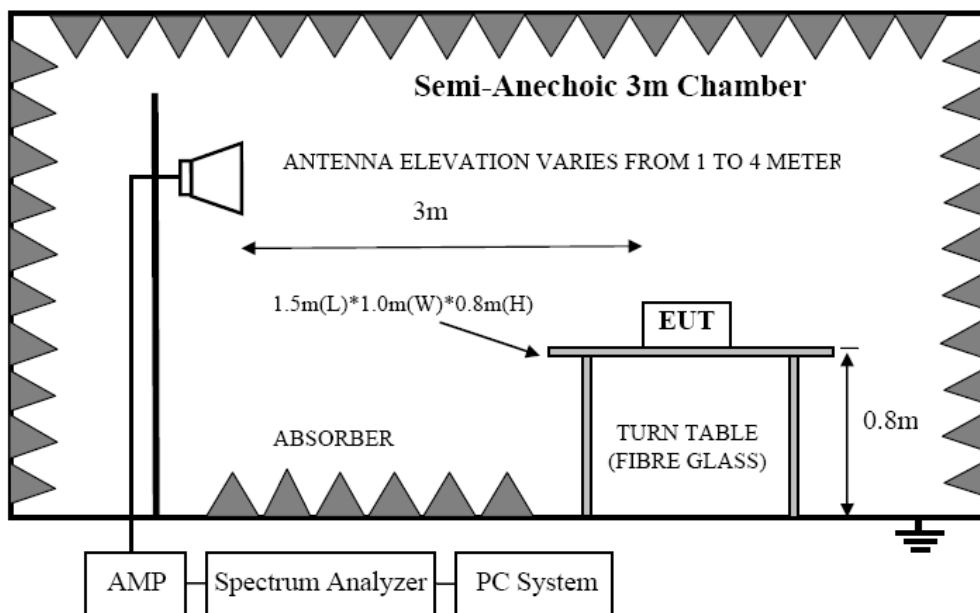 Semi-Anechoic 3m Chamber
ANTENNA ELEVATION VARIES FROM 1 TO 4 METER
3m
1.5m(L)*1.0m(W)*0.8m(H)
EUT
0.8m
ABSORBER
TURN TABLE
(FIBRE GLASS)
AMP
Spectrum Analyzer
PC System